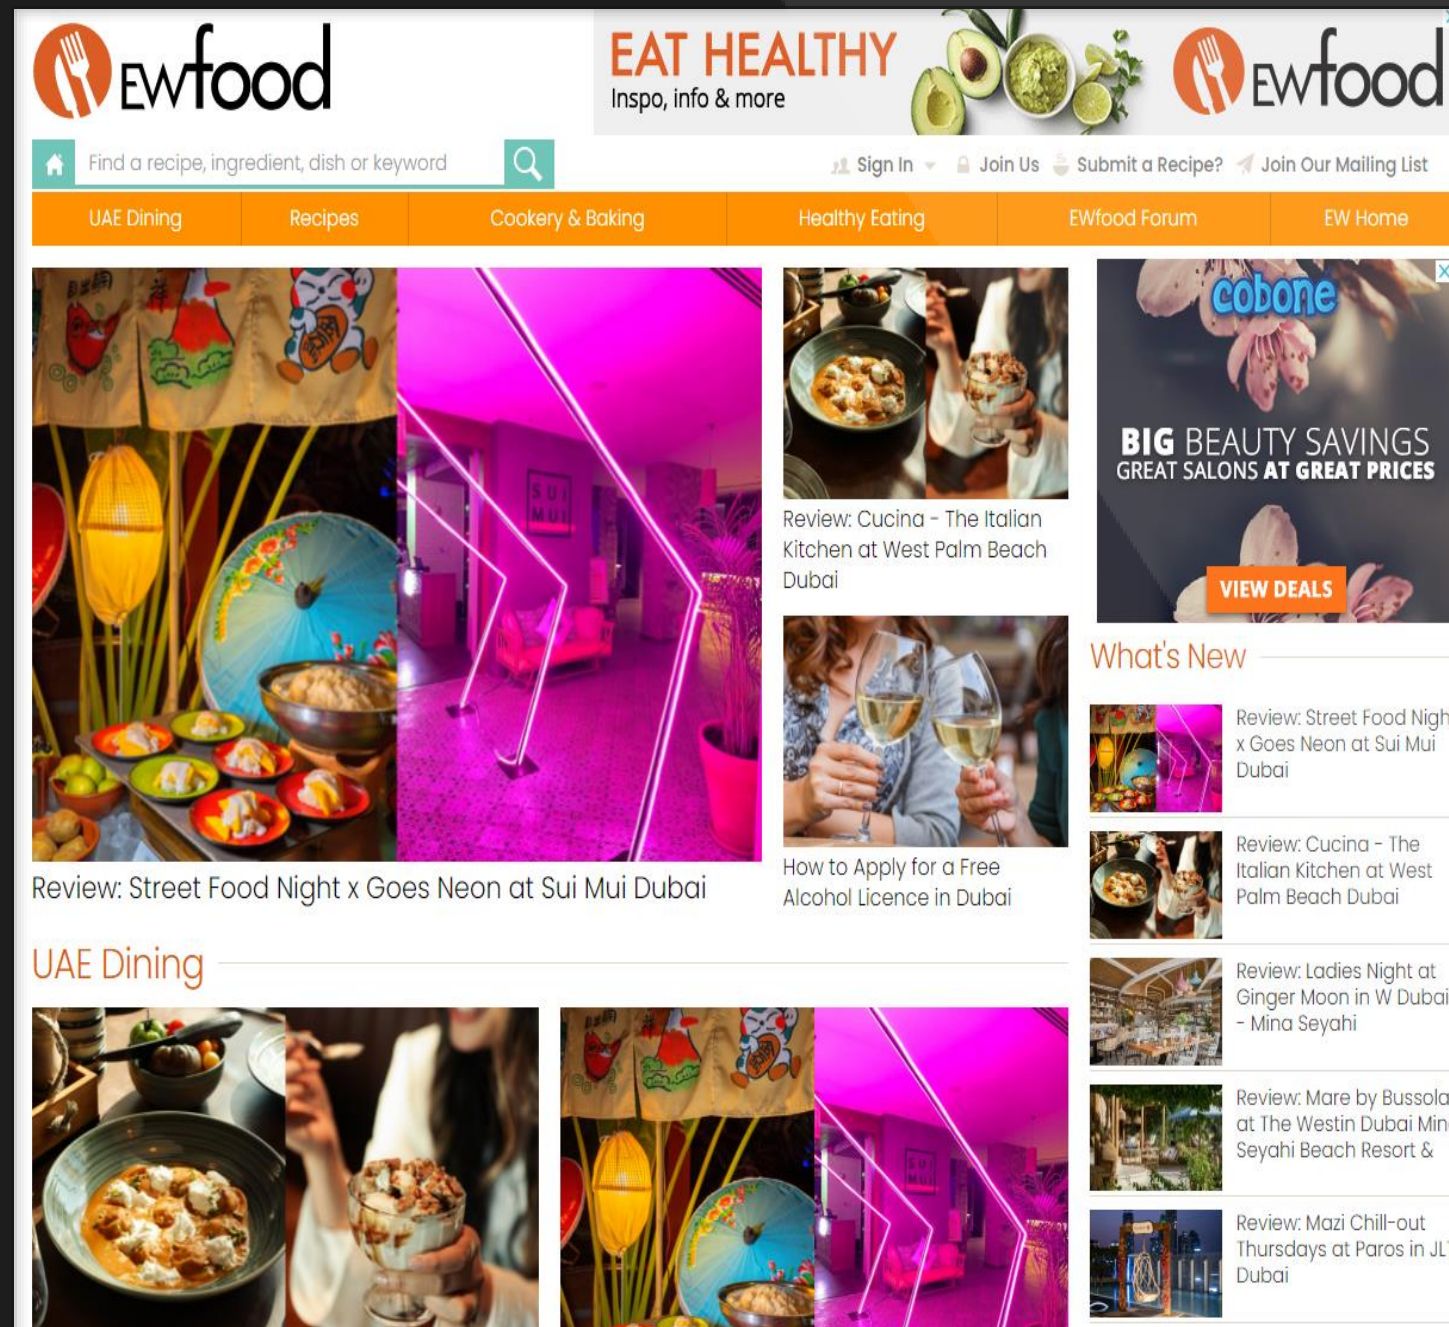 EWfood
EAT HEALTHY
Inspo, info & more
EWfood
Find a recipe, ingredient, dish or keyword
Sign In
Join Us
Submit a Recipe?
Join Our Mailing List
UAE Dining
Recipes
Cookery & Baking
Healthy Eating
EWfood Forum
EW Home
祥
SUI
MUI
Review: Street Food Night x Goes Neon at Sui Mui Dubai
Review: Cucina - The Italian
Kitchen at West Palm Beach
Dubai
How to Apply for a Free
Alcohol Licence in Dubai
cobone
BIG BEAUTY SAVINGS
GREAT SALONS AT GREAT PRICES
VIEW DEALS
What's New
Review: Street Food Nigh
x Goes Neon at Sui Mui
Dubai
Review: Cucina - The
Italian Kitchen at West
Palm Beach Dubai
Review: Ladies Night at
Ginger Moon in W Dubai
- Mina Seyahi
Review: Mare by Bussola
at The Westin Dubai Min
Seyahi Beach Resort &
Review: Mazi Chill-out
Thursdays at Paros in JL
Dubai
UAE Dining
SUI
MUI